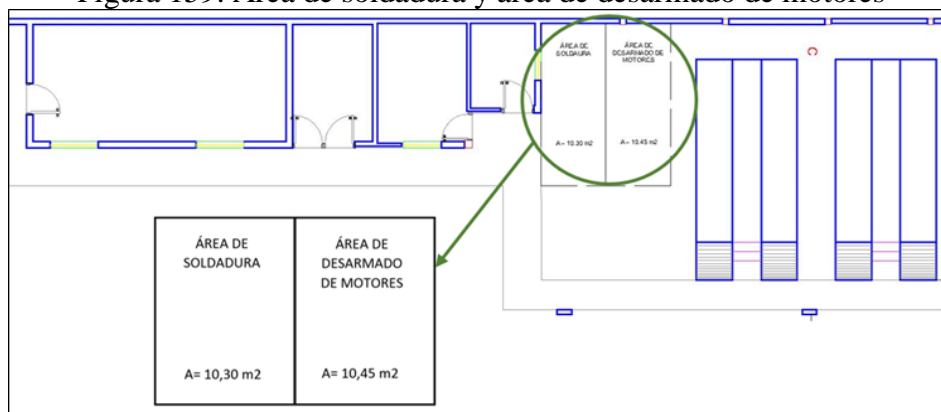 Figura 139. Área de soldadura y área de desarmado de motores
ÁREA DE
SOLDAURA
ÁREA DE
DESARMADO DE
MOTORES
A= 10.30 m2
A= 10.45 m2
ÁREA DE
SOLDADURA
ÁREA DE
DESARMADO
DE MOTORES
A= 10,30 m2
A= 10,45 m2